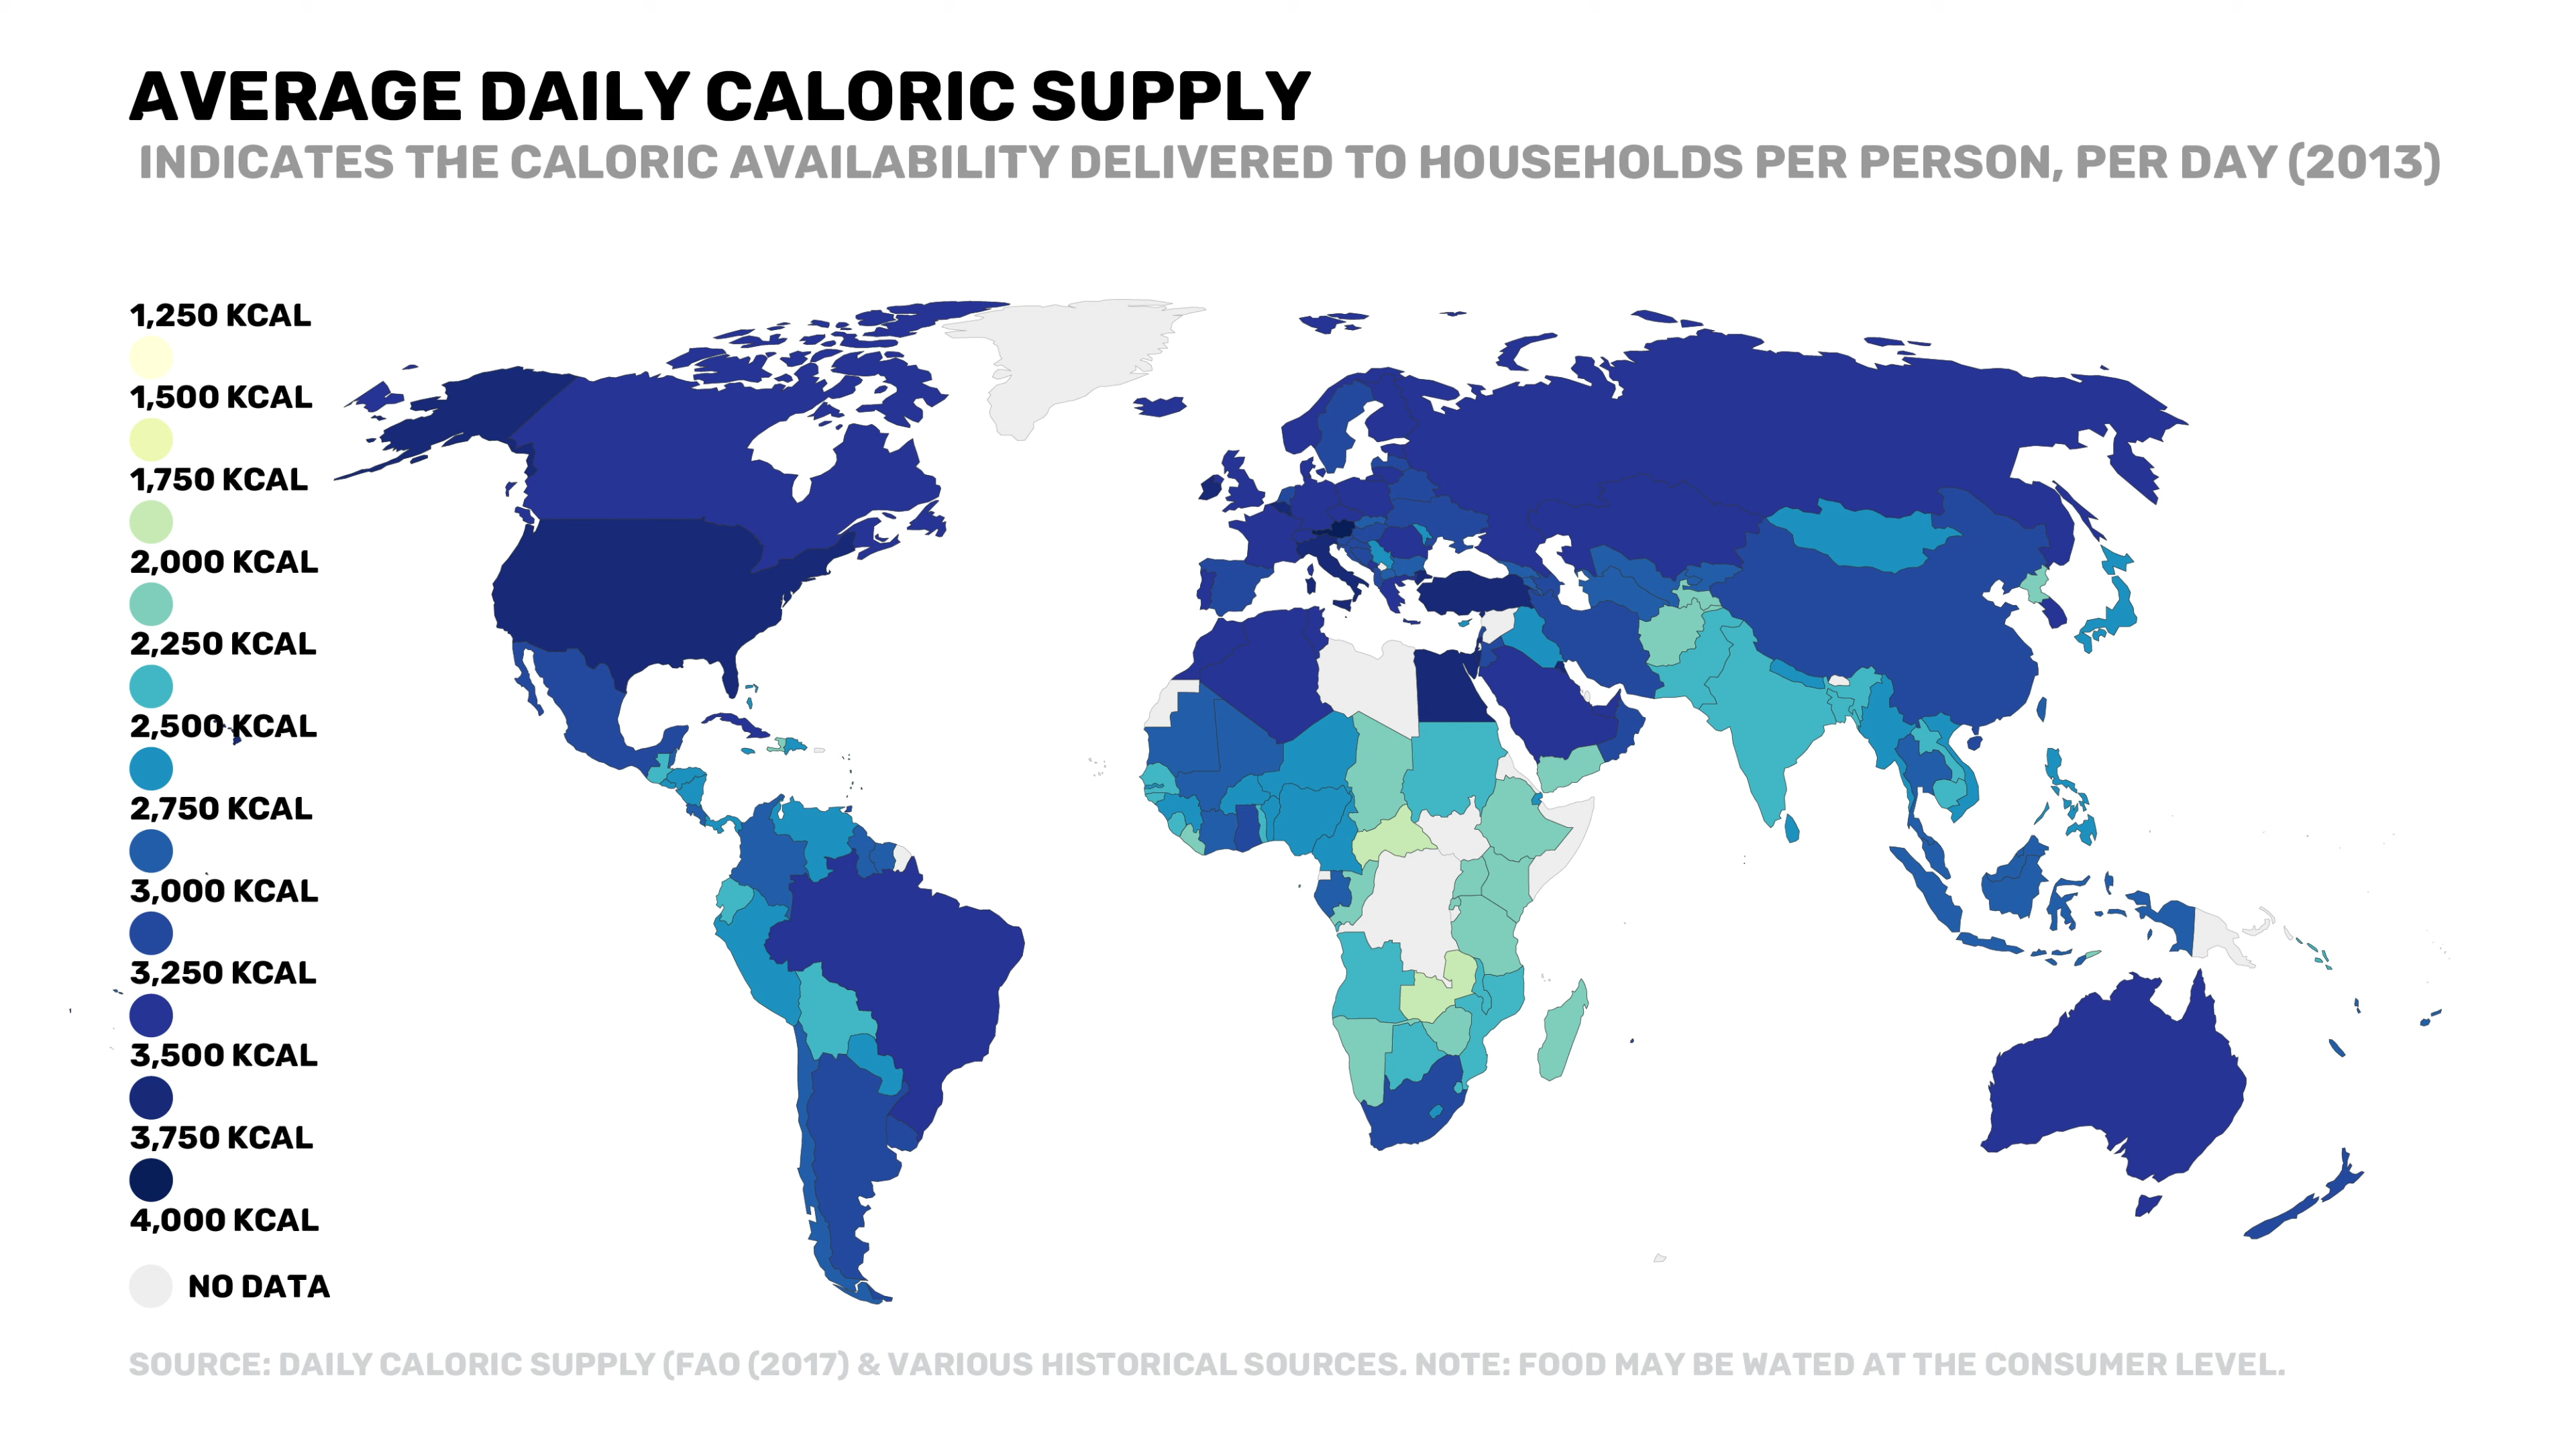 AVERAGE DAILY CALORIC SUPPLY
INDICATES THE CALORIC AVAILABILITY DELIVERED TO HOUSEHOLDS PER PERSON, PER DAY (2013)
1,250 KCAL
1,500 KCAL
1,750 KCAL
2,000 KCAL
2,250 KCAL
2,500 KCAL
2,750 KCAL
3,000 KCAL
3,250 KCAL
3,500 KCAL
3,750 KCAL
4,000 KCAL
NO DATA
SOURCE: DAILY CALORIC SUPPLY (FAO (2017) & VARIOUS HISTORICAL SOURCES. NOTE: FOOD MAY BE WATED AT THE CONSUMER LEVEL.